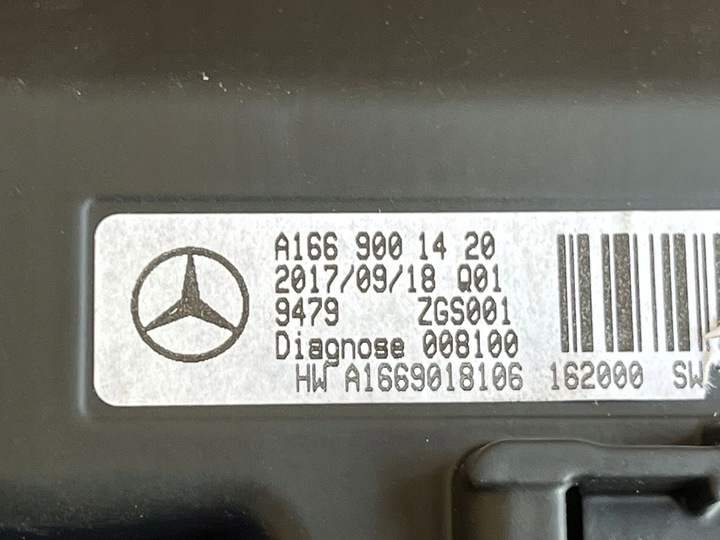 A166 900 14 20
2017/09/18 Q01
9479 ZGS001
Diagnose 008100
HW A1669018106 162000 SW